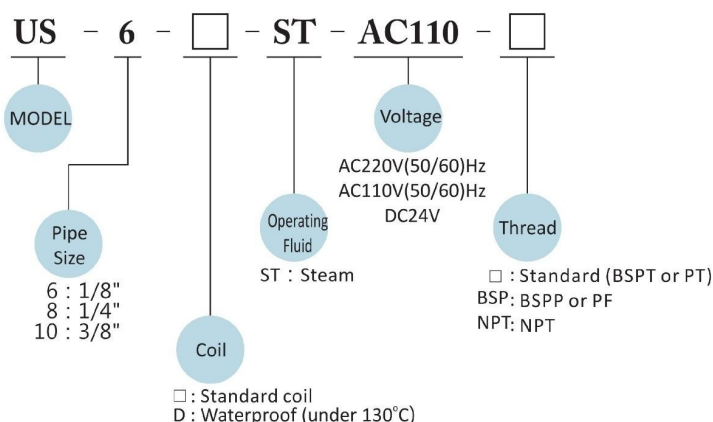 US - 6 - □ - ST - AC110 - □
MODEL
Voltage
AC220V(50/60)Hz
AC110V(50/60)Hz
DC24V
Pipe
Size
6 : 1/8"
8 : 1/4"
10 : 3/8"
Operating
Fluid
ST : Steam
Thread
□ : Standard (BSPT or PT)
BSP: BSPP or PF
NPT: NPT
Coil
□ : Standard coil
D : Waterproof (under 130°C)